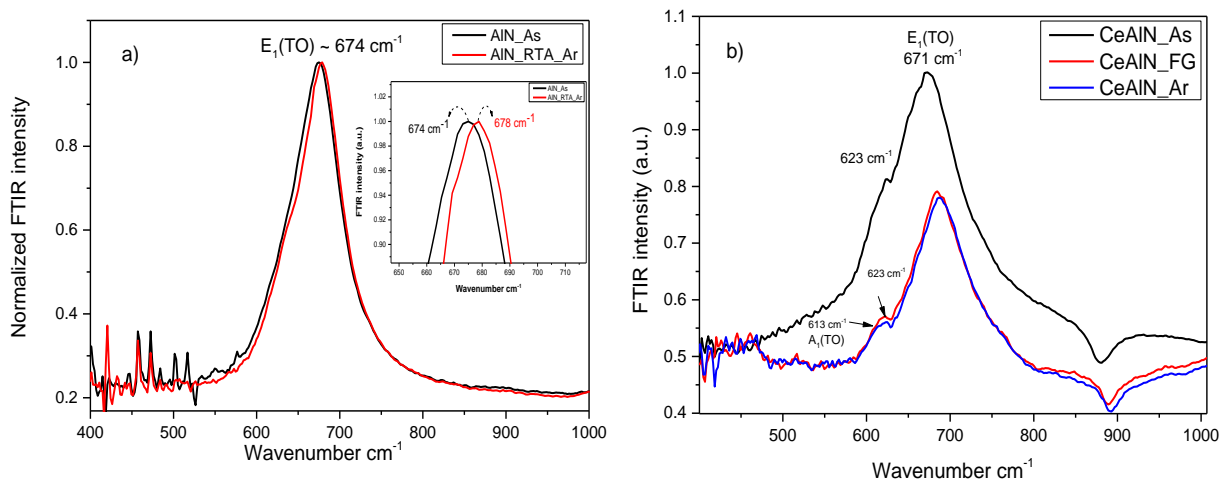 a)
E₁(TO) ~ 674 cm⁻¹
AlN_As
AlN_RTA_Ar
Normalized FTIR intensity
1.0
0.8
0.6
0.4
0.2
400 500 600 700 800 900 1000
Wavenumber cm⁻¹
AlN_As
AlN_RTA_Ar
FTIR intensity (a.u.)
1.02
1.00
0.98
0.96
0.94
0.92
0.90
674 cm⁻¹
678 cm⁻¹
650 660 670 680 690 700 710
Wavenumber cm⁻¹
b)
E₁(TO)
671 cm⁻¹
CeAlN_As
CeAlN_FG
CeAlN_Ar
FTIR intensity (a.u.)
1.1
1.0
0.9
0.8
0.7
0.6
0.5
0.4
623 cm⁻¹
623 cm⁻¹
613 cm⁻¹
A₁(TO)
500 600 700 800 900 1000
Wavenumber cm⁻¹